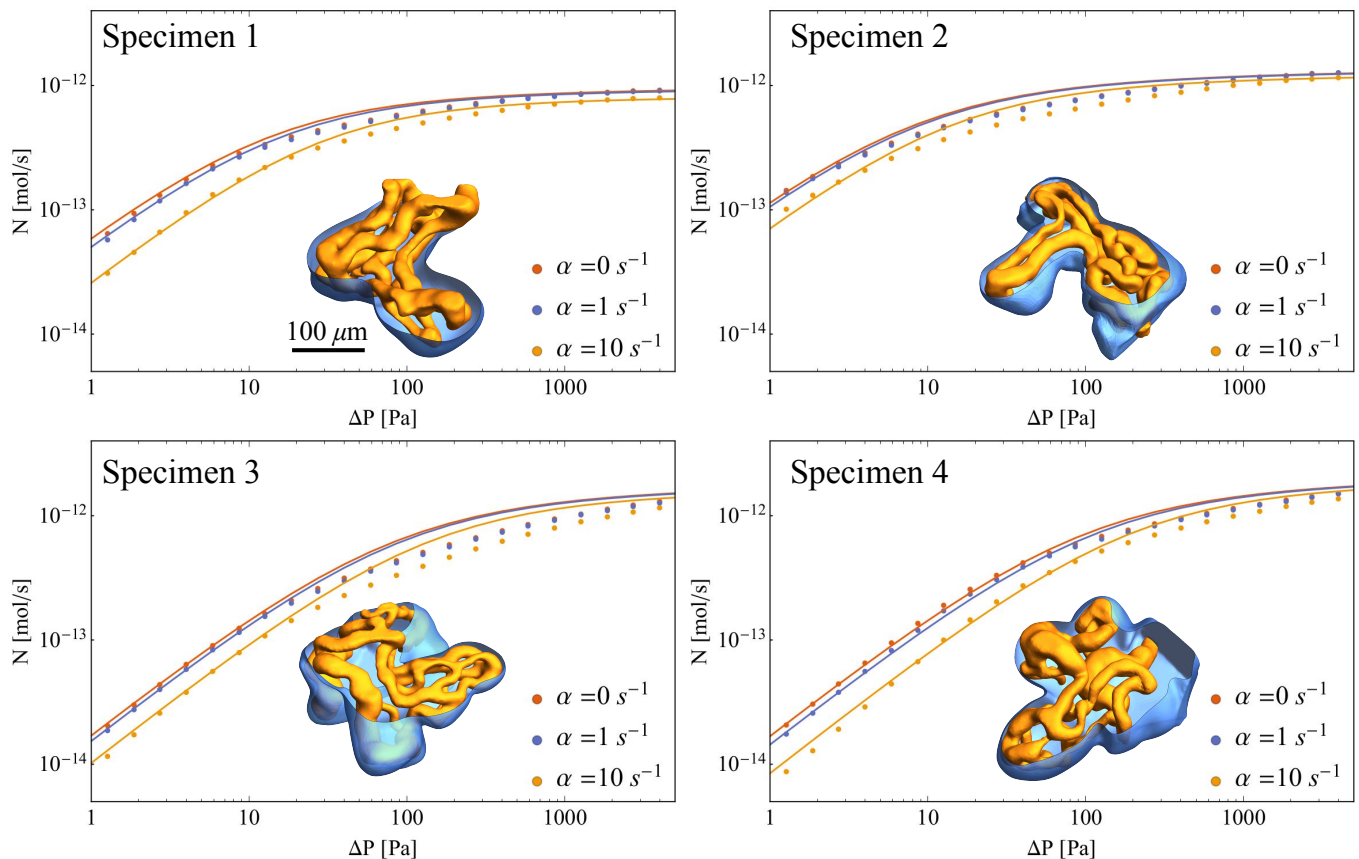 Specimen 1
10⁻¹²
10⁻¹³
10⁻¹⁴
N [mol/s]
α =0 s⁻¹
α =1 s⁻¹
α =10 s⁻¹
100 μm
1 10 100 1000
ΔP [Pa]
Specimen 2
10⁻¹²
10⁻¹³
10⁻¹⁴
N [mol/s]
α =0 s⁻¹
α =1 s⁻¹
α =10 s⁻¹
1 10 100 1000
ΔP [Pa]
Specimen 3
10⁻¹²
10⁻¹³
10⁻¹⁴
N [mol/s]
α =0 s⁻¹
α =1 s⁻¹
α =10 s⁻¹
1 10 100 1000
ΔP [Pa]
Specimen 4
10⁻¹²
10⁻¹³
10⁻¹⁴
N [mol/s]
α =0 s⁻¹
α =1 s⁻¹
α =10 s⁻¹
1 10 100 1000
ΔP [Pa]